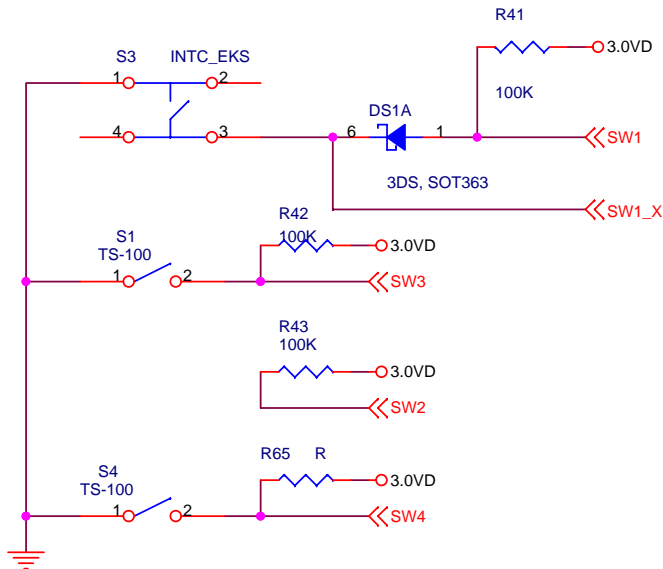 R41
S3 INTC_EKS
3.0VD
1 2
100K
DS1A
4 3 6 1 SW1
3DS, SOT363
SW1_X
R42
S1 100K
TS-100 3.0VD
1 2 SW3
R43
100K
3.0VD
SW2
R65 R
S4
TS-100 3.0VD
1 2 SW4